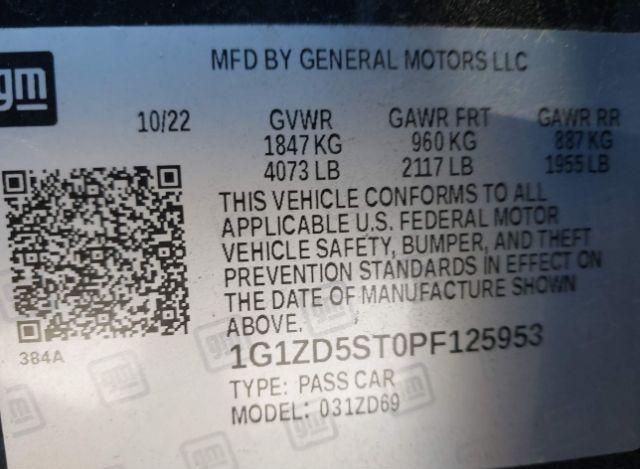 gm
MFD BY GENERAL MOTORS LLC
10/22 GVWR GAWR FRT GAWR RR
1847 KG 960 KG 887 KG
4073 LB 2117 LB 1955 LB
THIS VEHICLE CONFORMS TO ALL
APPLICABLE U.S. FEDERAL MOTOR
VEHICLE SAFETY, BUMPER, AND THEFT
PREVENTION STANDARDS IN EFFECT ON
THE DATE OF MANUFACTURE SHOWN
ABOVE.
384A
1G1ZD5ST0PF125953
TYPE: PASS CAR
MODEL: 031ZD69